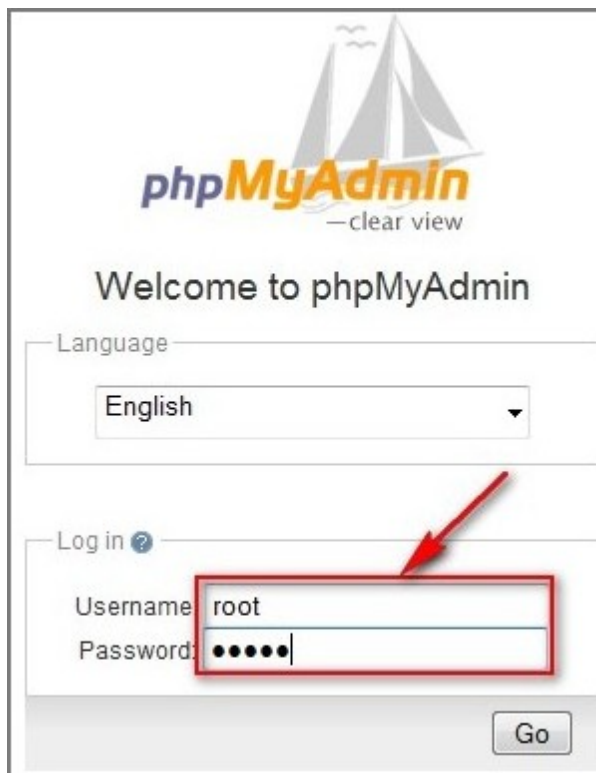 phpMyAdmin
—clear view
Welcome to phpMyAdmin
Language
English
Log in ?
Username root
Password: •••••
Go